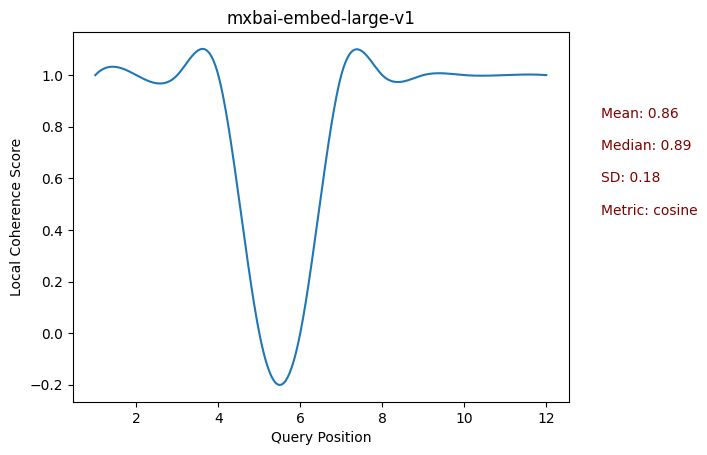 mxbai-embed-large-v1
Local Coherence Score
1.0
0.8
0.6
0.4
0.2
0.0
−0.2
2 4 6 8 10 12
Query Position
Mean: 0.86
Median: 0.89
SD: 0.18
Metric: cosine